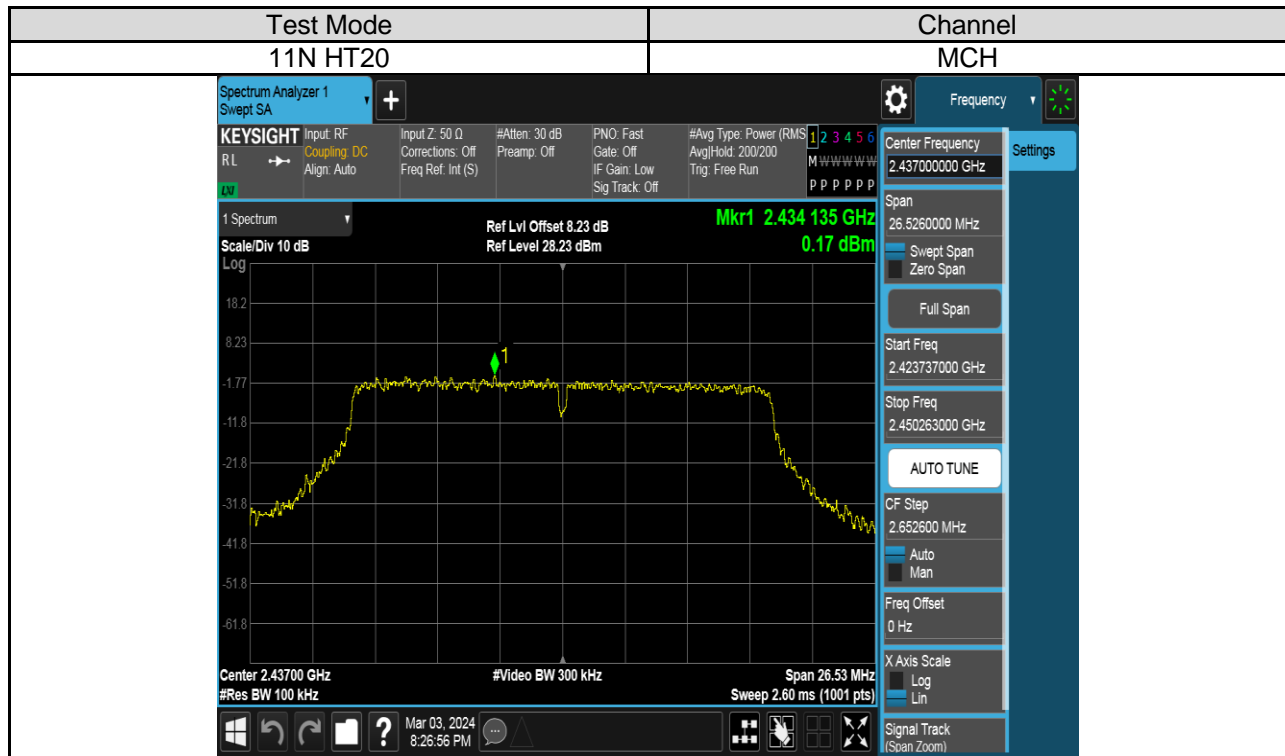 Test Mode Channel
11N HT20 MCH
Spectrum Analyzer 1
Swept SA
+
Frequency
KEYSIGHT Input: RF Input Z: 50 Ω #Atten: 30 dB PNO: Fast #Avg Type: Power (RMS 1 2 3 4 5 6
RL Coupling: DC Corrections: Off Preamp: Off Gate: Off Avg|Hold: 200/200 M W W W W W
Align: Auto Freq Ref: Int (S) IF Gain: Low Trig: Free Run
LXI Sig Track: Off P P P P P P
Center Frequency
2.437000000 GHz
Settings
1 Spectrum
Ref Lvl Offset 8.23 dB
Mkr1 2.434 135 GHz
Scale/Div 10 dB
Ref Level 28.23 dBm
0.17 dBm
Log
18.2
8.23
-1.77
-11.8
-21.8
-31.8
-41.8
-51.8
-61.8
1
Center 2.43700 GHz #Video BW 300 kHz Span 26.53 MHz
#Res BW 100 kHz Sweep 2.60 ms (1001 pts)
Span
26.5260000 MHz
Swept Span
Zero Span
Full Span
Start Freq
2.423737000 GHz
Stop Freq
2.450263000 GHz
AUTO TUNE
CF Step
2.652600 MHz
Auto
Man
Freq Offset
0 Hz
X Axis Scale
Log
Lin
Signal Track
(Span Zoom)
? Mar 03, 2024
8:26:56 PM